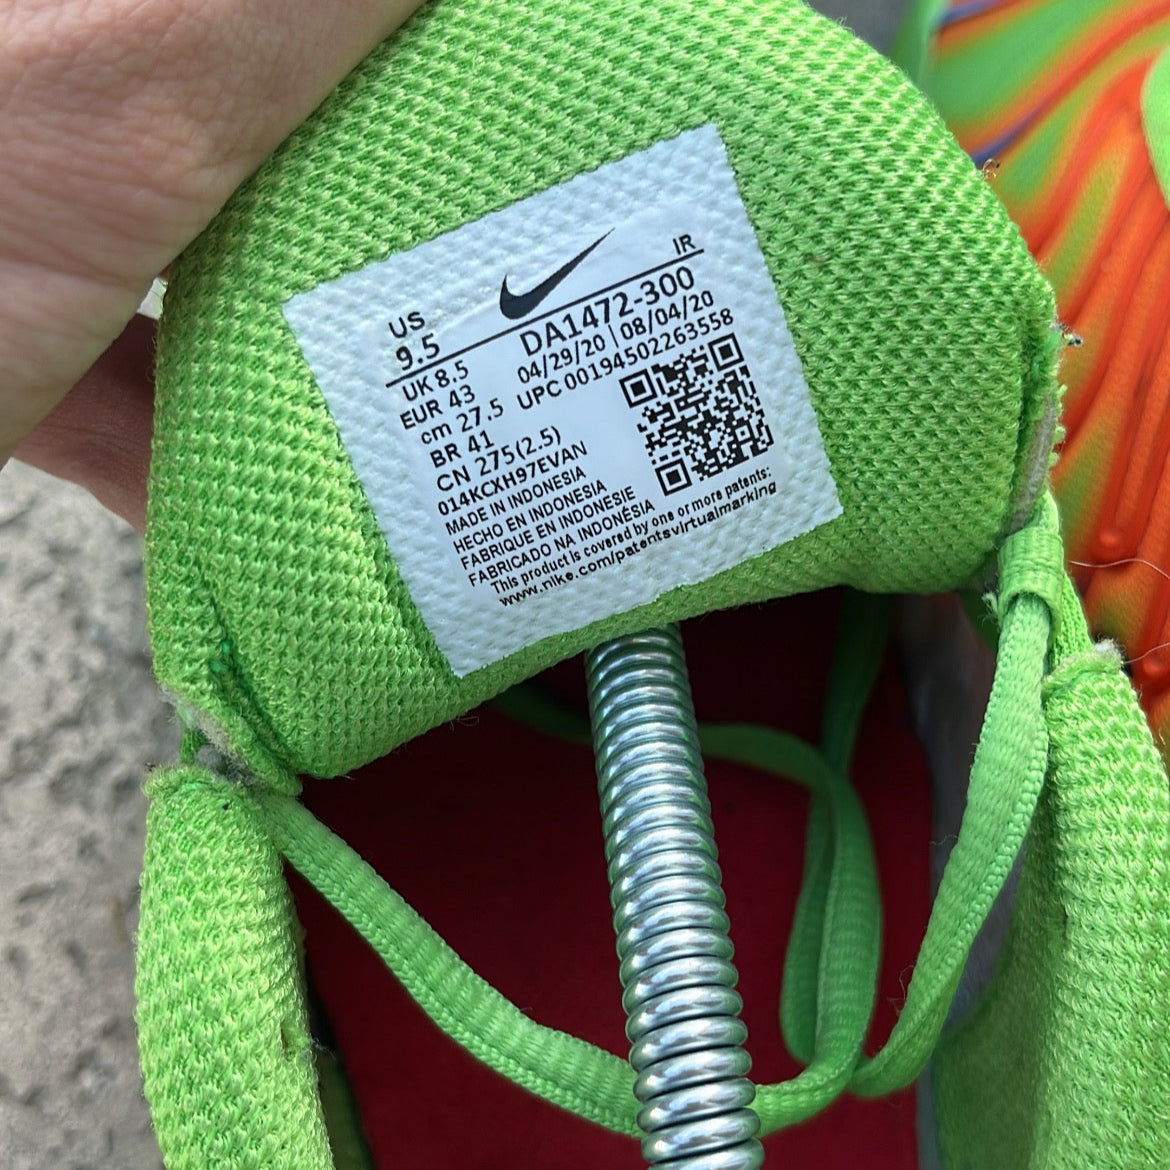 US
9.5
IR
DA1472-300
UK 8.5
04/29/20 | 08/04/20
EUR 43
UPC 00194502263558
cm 27.5
BR 41
CN 275(2.5)
014KCXH97EVAN
MADE IN INDONESIA
HECHO EN INDONESIA
FABRIQUE EN INDONESIE
FABRICADO NA INDONÉSIA
This product is covered by one or more patents:
www.nike.com/patentsvirtualmarking